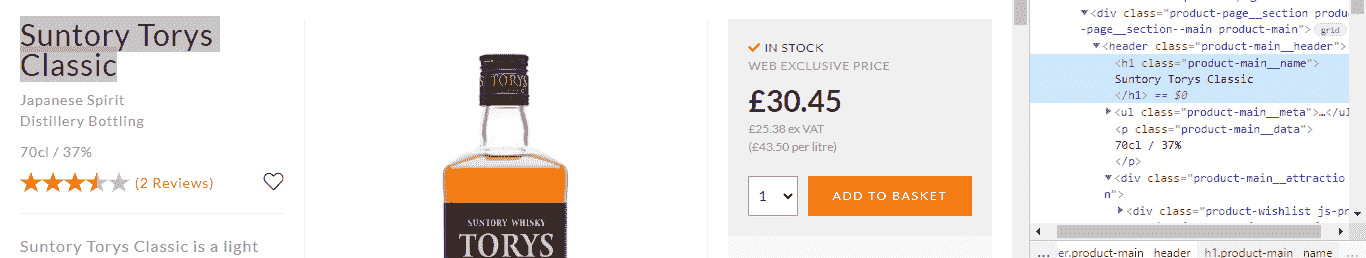 Suntory Torys
Classic
Japanese Spirit
Distillery Bottling
70cl / 37%
(2 Reviews)
Suntory Torys Classic is a light
TORYS
SUNTORY WHISKY
TORYS
IN STOCK
WEB EXCLUSIVE PRICE
£30.45
£25.38 ex VAT
(£43.50 per litre)
1
ADD TO BASKET
<div class="product-page__section produ
-page__section--main product-main"> grid
<header class="product-main__header">
<h1 class="product-main__name">
Suntory Torys Classic
</h1> == $0
<ul class="product-main__meta">…</ul
<p class="product-main__data">
70cl / 37%
</p>
<div class="product-main__attractio
n">
<div class="product-wishlist js-pr
... er.product-main header h1.product-main name ...